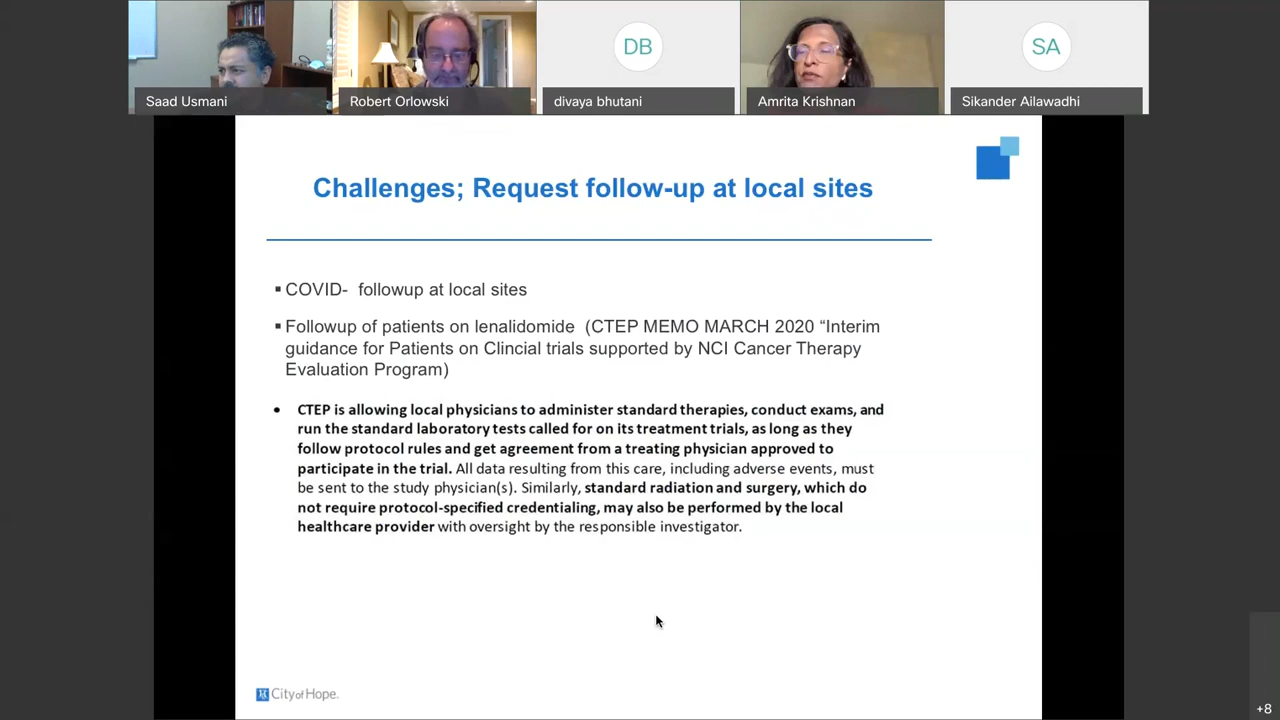 DB
SA
Saad Usmani
Robert Orlowski
divaya bhutani
Amrita Krishnan
Sikander Ailawadhi
Challenges; Request follow-up at local sites
▪ COVID-  followup at local sites
▪ Followup of patients on lenalidomide  (CTEP MEMO MARCH 2020 “Interim
guidance for Patients on Clincial trials supported by NCI Cancer Therapy
Evaluation Program)
• CTEP is allowing local physicians to administer standard therapies, conduct exams, and
run the standard laboratory tests called for on its treatment trials, as long as they
follow protocol rules and get agreement from a treating physician approved to
participate in the trial. All data resulting from this care, including adverse events, must
be sent to the study physician(s). Similarly, standard radiation and surgery, which do
not require protocol-specified credentialing, may also be performed by the local
healthcare provider with oversight by the responsible investigator.
City of Hope.
+8